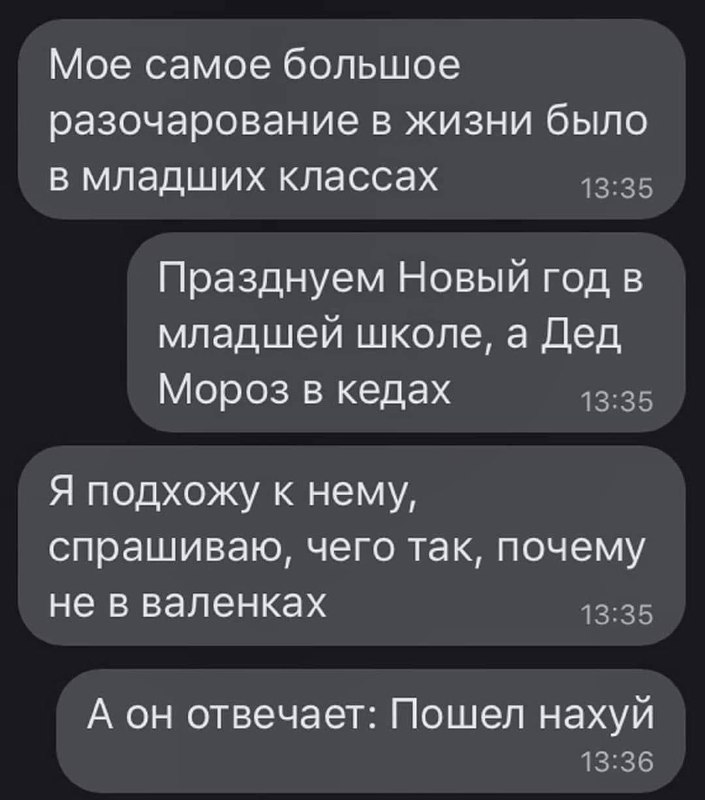 Мое самое большое
разочарование в жизни было
в младших классах
13:35
Празднуем Новый год в
младшей школе, а Дед
Мороз в кедах
13:35
Я подхожу к нему,
спрашиваю, чего так, почему
не в валенках
13:35
А он отвечает: Пошел нахуй
13:36